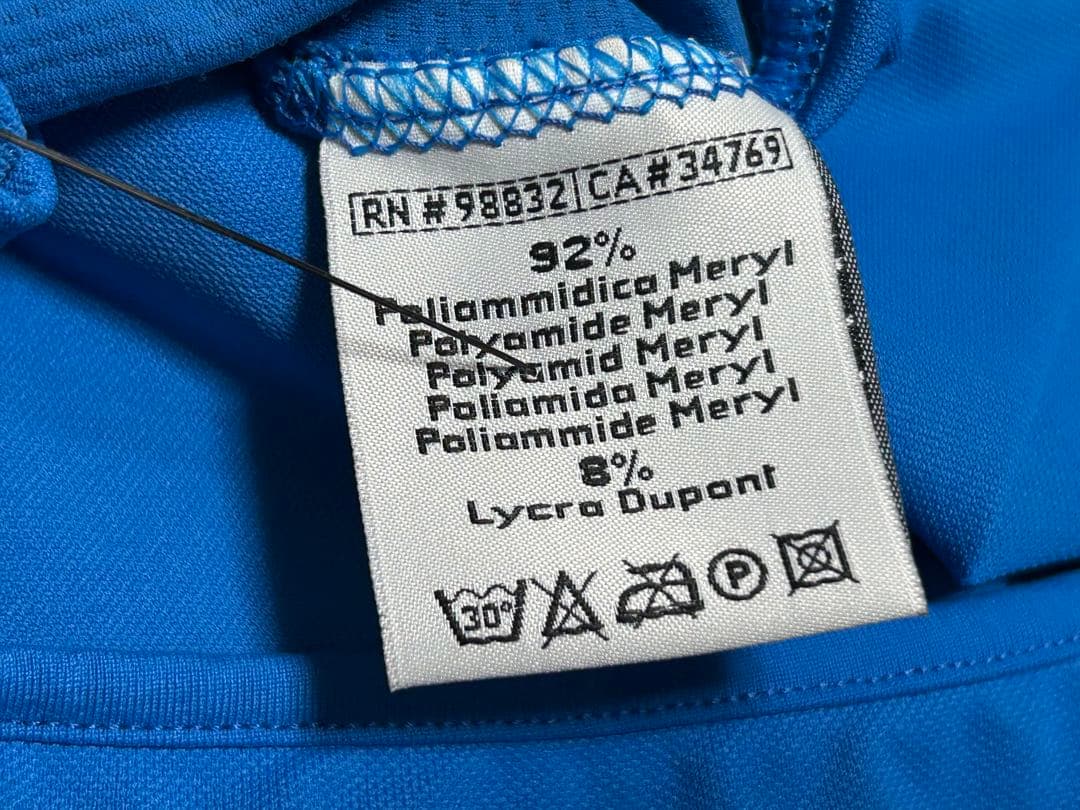 RN #98832 | CA #34769
92%
Poliammidica Meryl
Polyamide Meryl
Polyamid Meryl
Poliamida Meryl
Poliammide Meryl
8%
Lycra Dupont
30° P